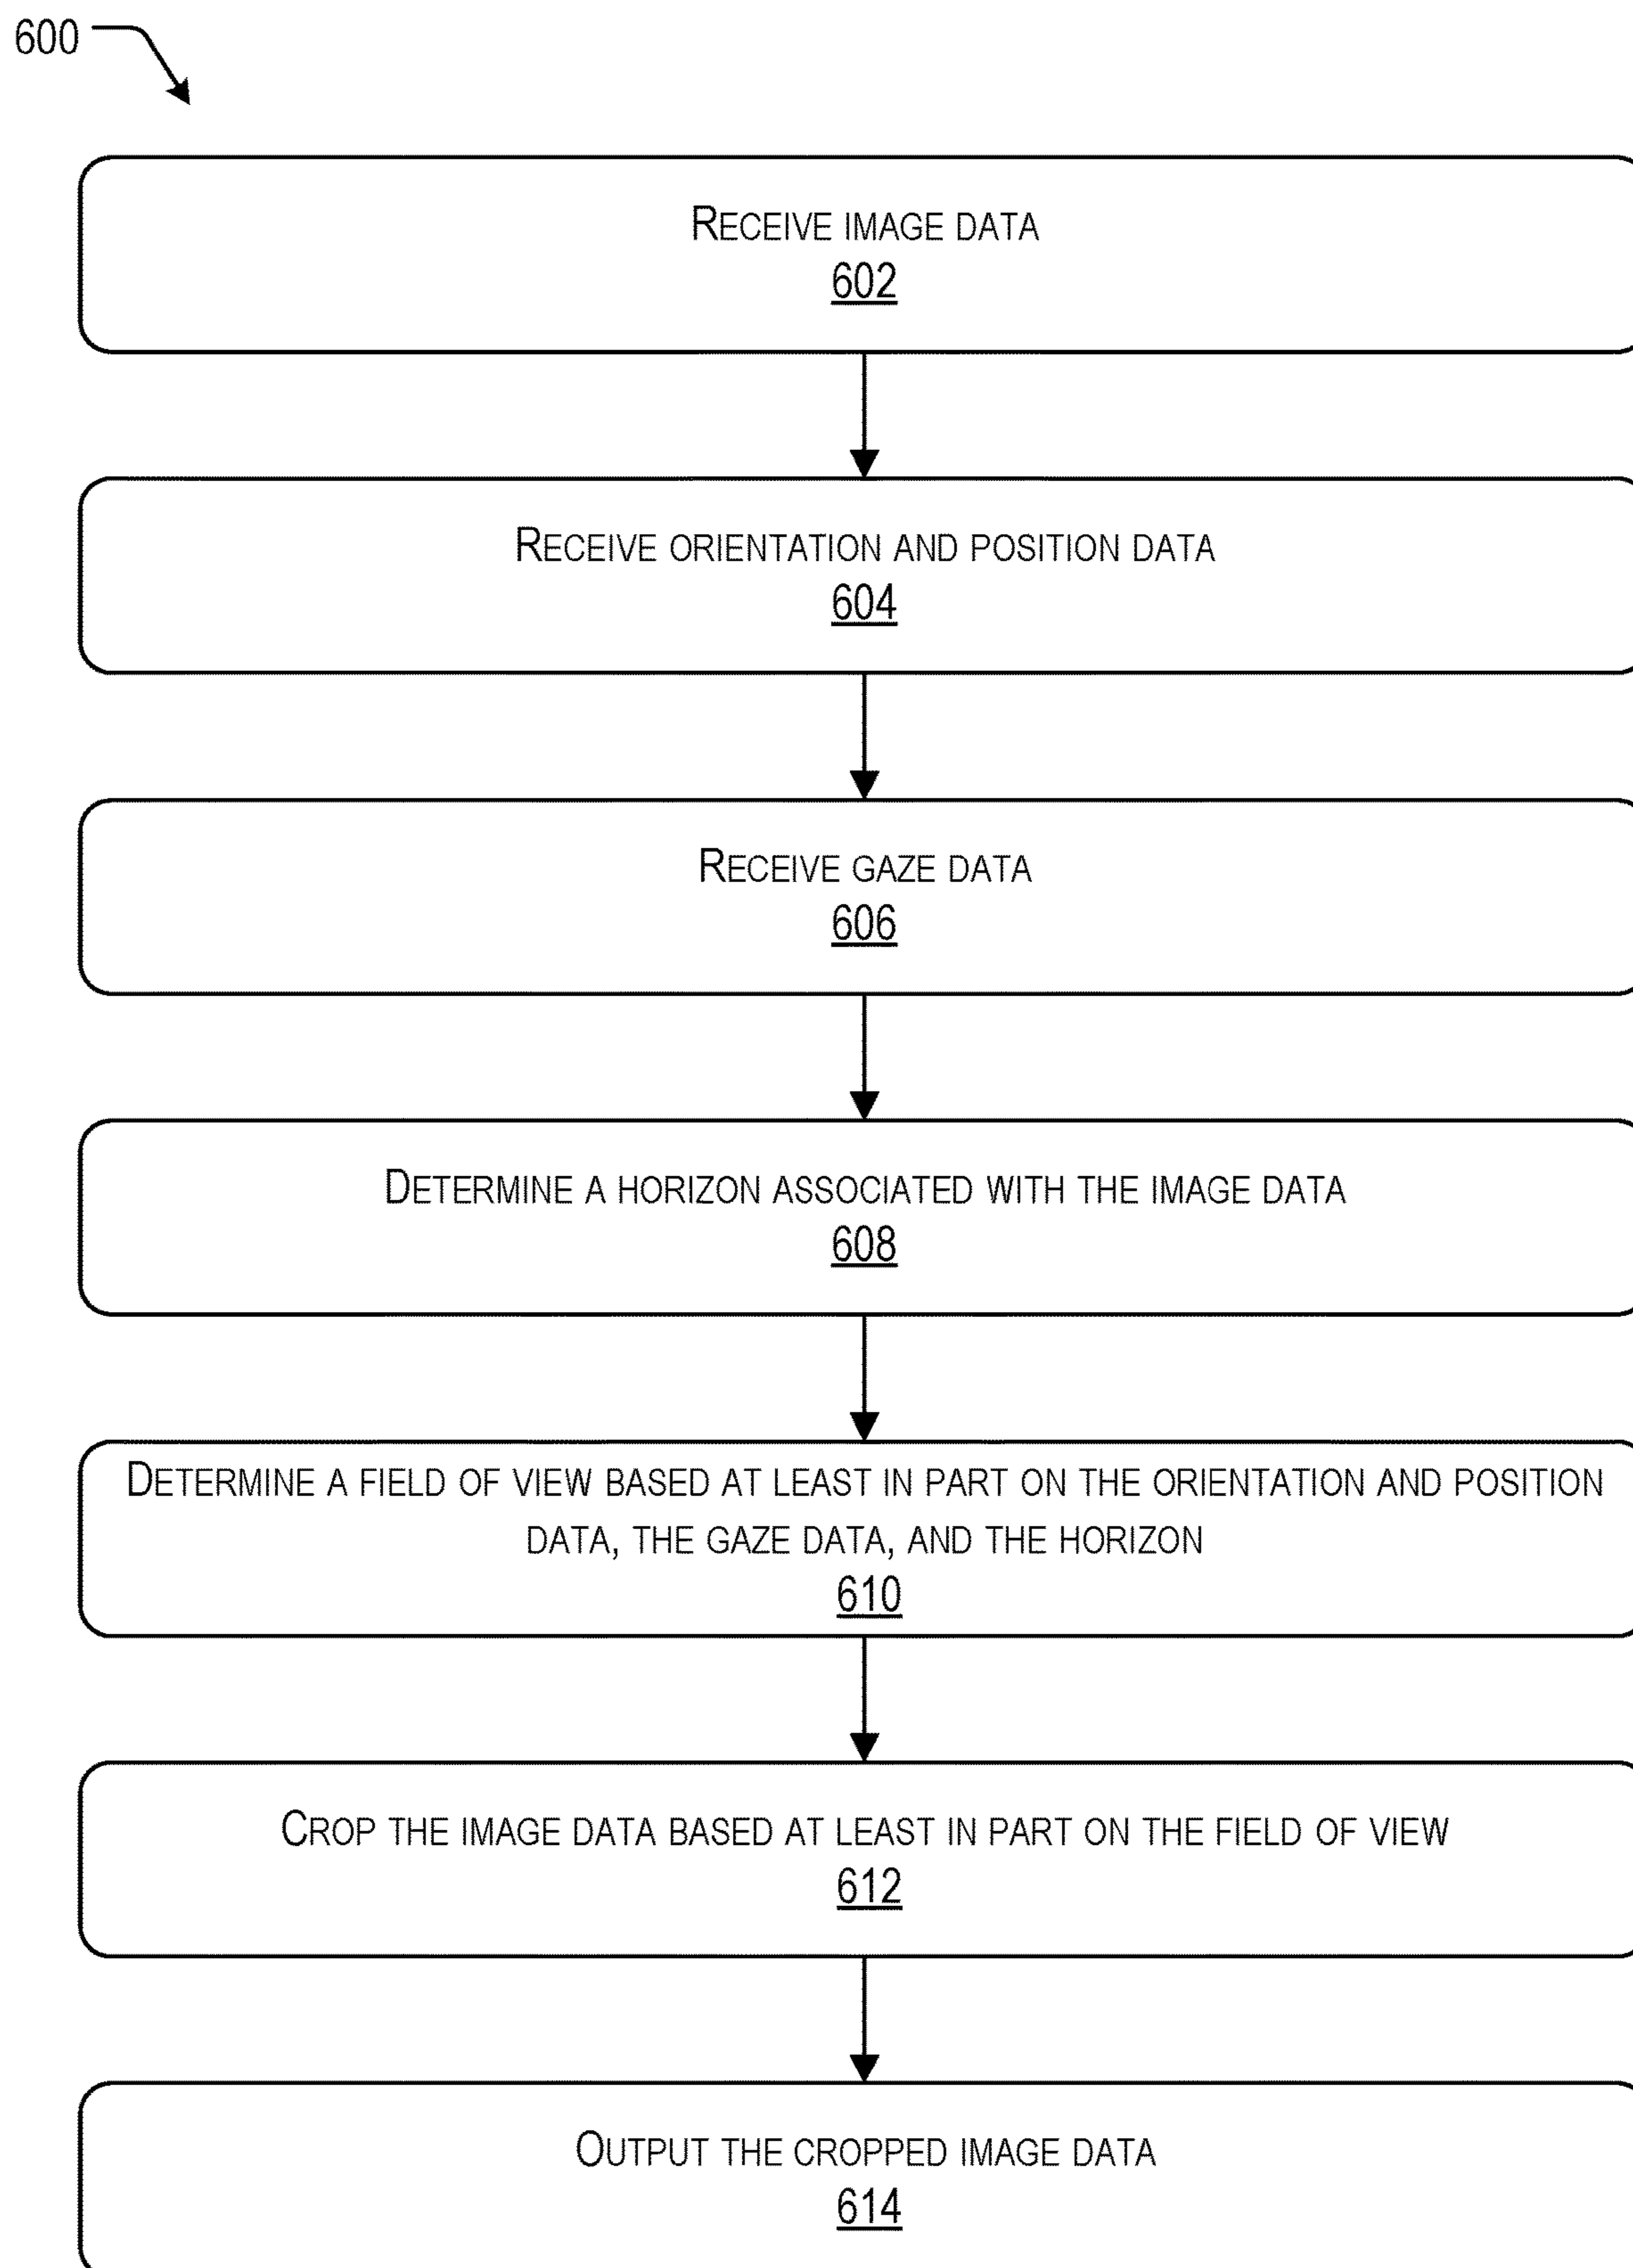 600
RECEIVE IMAGE DATA
602
RECEIVE ORIENTATION AND POSITION DATA
604
RECEIVE GAZE DATA
606
DETERMINE A HORIZON ASSOCIATED WITH THE IMAGE DATA
608
DETERMINE A FIELD OF VIEW BASED AT LEAST IN PART ON THE ORIENTATION AND POSITION
DATA, THE GAZE DATA, AND THE HORIZON
610
CROP THE IMAGE DATA BASED AT LEAST IN PART ON THE FIELD OF VIEW
612
OUTPUT THE CROPPED IMAGE DATA
614